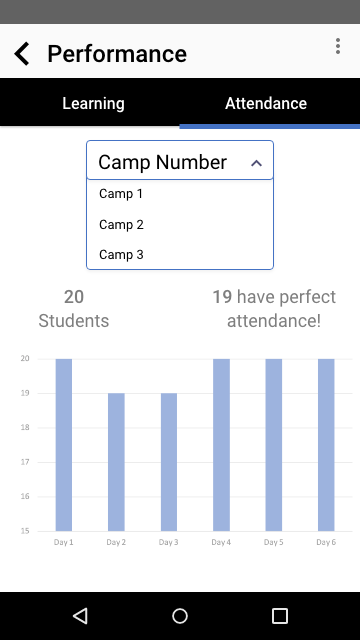 Performance
Learning Attendance
Camp Number
Camp 1
Camp 2
Camp 3
20 Students
19 have perfect attendance!
20
19
18
17
16
15
Day 1 Day 2 Day 3 Day 4 Day 5 Day 6